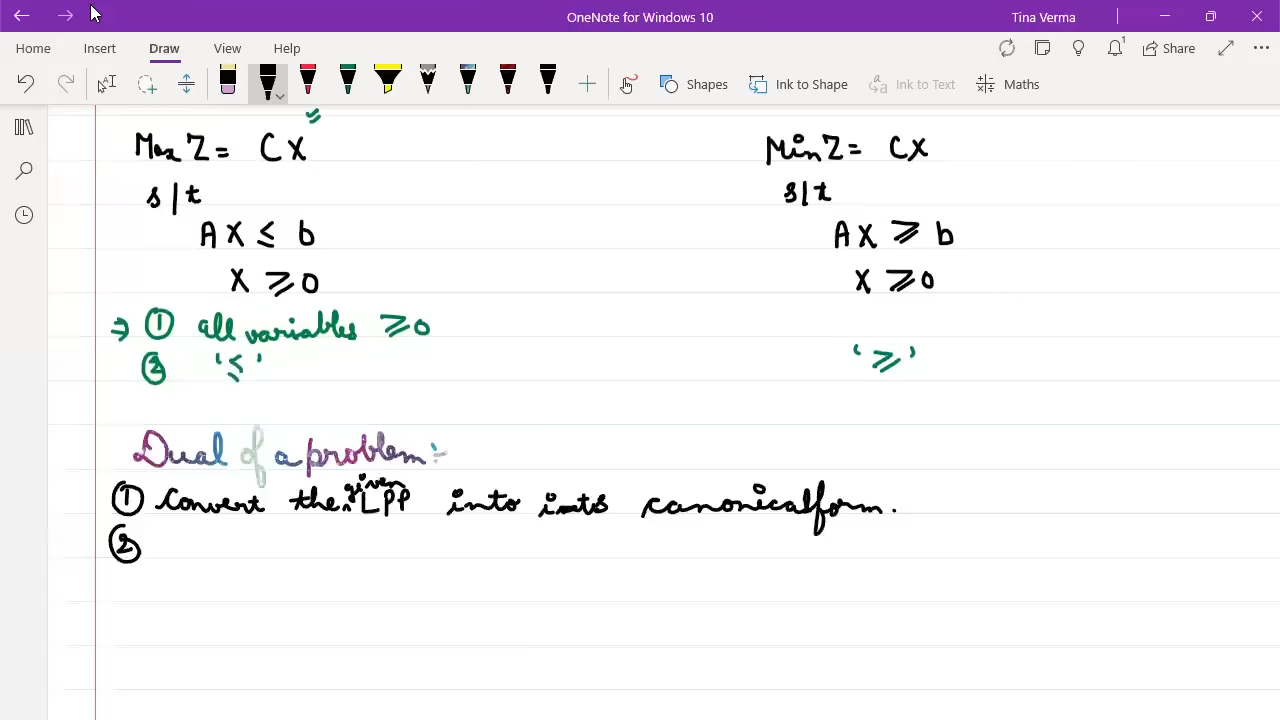 OneNote for Windows 10
Tina Verma
Home Insert Draw View Help
1
Share
Shapes
Ink to Shape
Ink to Text
Maths
Max Z = CX
s|t
AX ≤ b
X ≥ 0
Min Z = CX
s|t
AX ≥ b
X ≥ 0
⇒ ① all variables ≥ 0
② '≤'
'≥'
Dual of a problem :-
① Convert the given LPP into its canonical form.
②